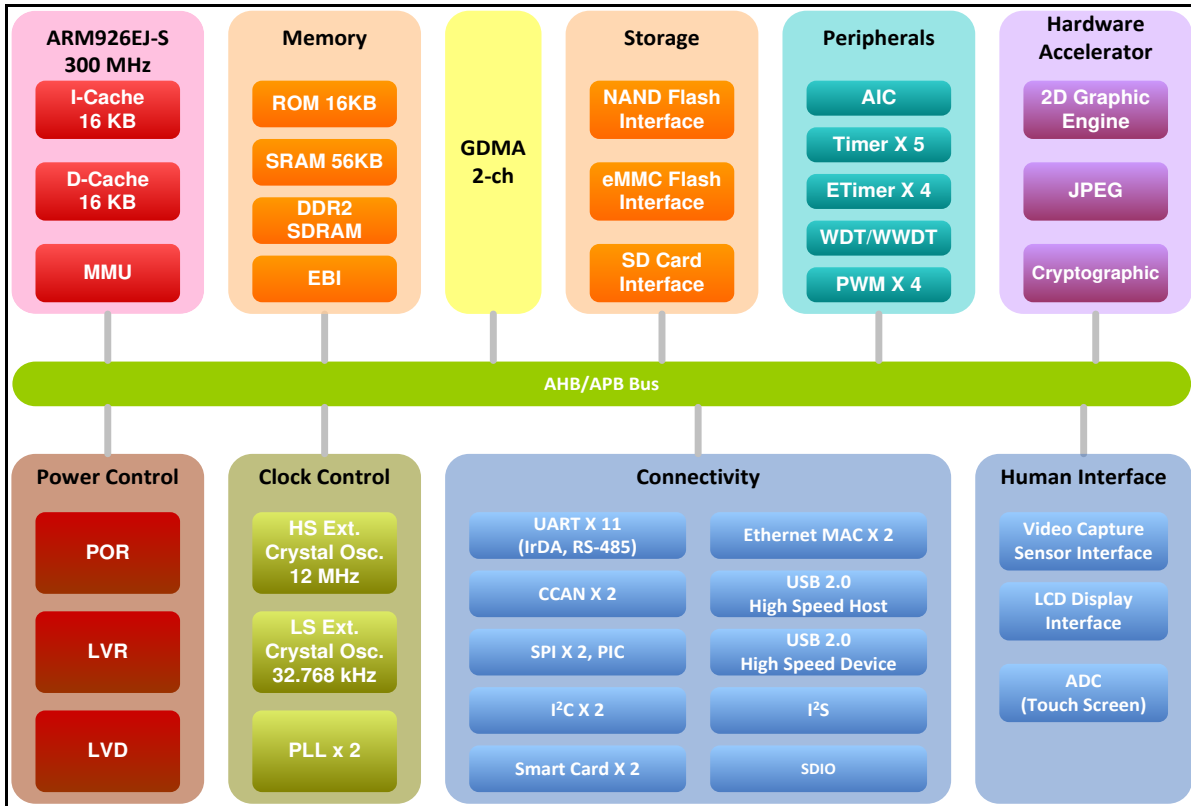 ARM926EJ-S
300 MHz
I-Cache
16 KB
D-Cache
16 KB
MMU
Memory
ROM 16KB
SRAM 56KB
DDR2
SDRAM
EBI
GDMA
2-ch
Storage
NAND Flash
Interface
eMMC Flash
Interface
SD Card
Interface
Peripherals
AIC
Timer X 5
ETimer X 4
WDT/WWDT
PWM X 4
Hardware
Accelerator
2D Graphic
Engine
JPEG
Cryptographic
AHB/APB Bus
Power Control
POR
LVR
LVD
Clock Control
HS Ext.
Crystal Osc.
12 MHz
LS Ext.
Crystal Osc.
32.768 kHz
PLL x 2
Connectivity
UART X 11
(IrDA, RS-485)
CCAN X 2
SPI X 2, PIC
I²C X 2
Smart Card X 2
Ethernet MAC X 2
USB 2.0
High Speed Host
USB 2.0
High Speed Device
I²S
SDIO
Human Interface
Video Capture
Sensor Interface
LCD Display
Interface
ADC
(Touch Screen)